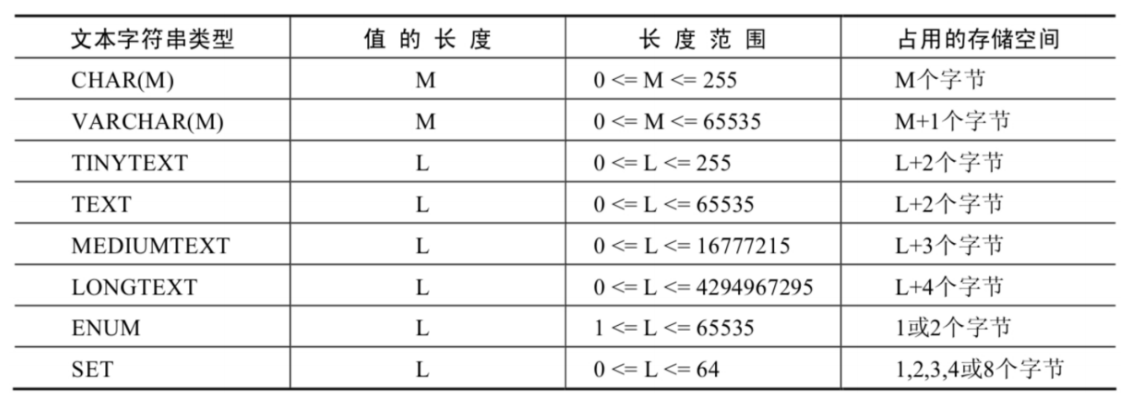 文本字符串类型 值的长度 长度范围 占用的存储空间
CHAR(M) M 0 <= M <= 255 M个字节
VARCHAR(M) M 0 <= M <= 65535 M+1个字节
TINYTEXT L 0 <= L <= 255 L+2个字节
TEXT L 0 <= L <= 65535 L+2个字节
MEDIUMTEXT L 0 <= L <= 16777215 L+3个字节
LONGTEXT L 0 <= L <= 4294967295 L+4个字节
ENUM L 1 <= L <= 65535 1或2个字节
SET L 0 <= L <= 64 1,2,3,4或8个字节